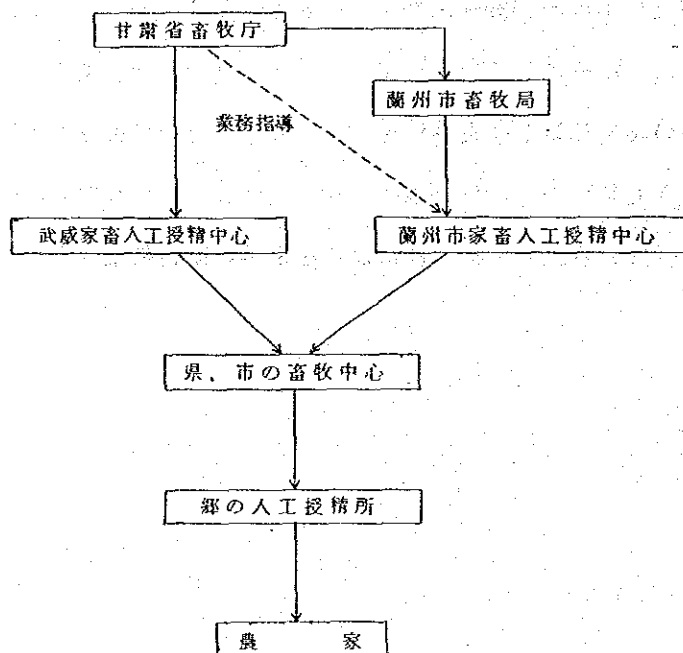 甘粛省畜牧庁
蘭州市畜牧局
業務指導
武威家畜人工授精中心
蘭州市家畜人工授精中心
県、市の畜牧中心
郷の人工授精所
農 家